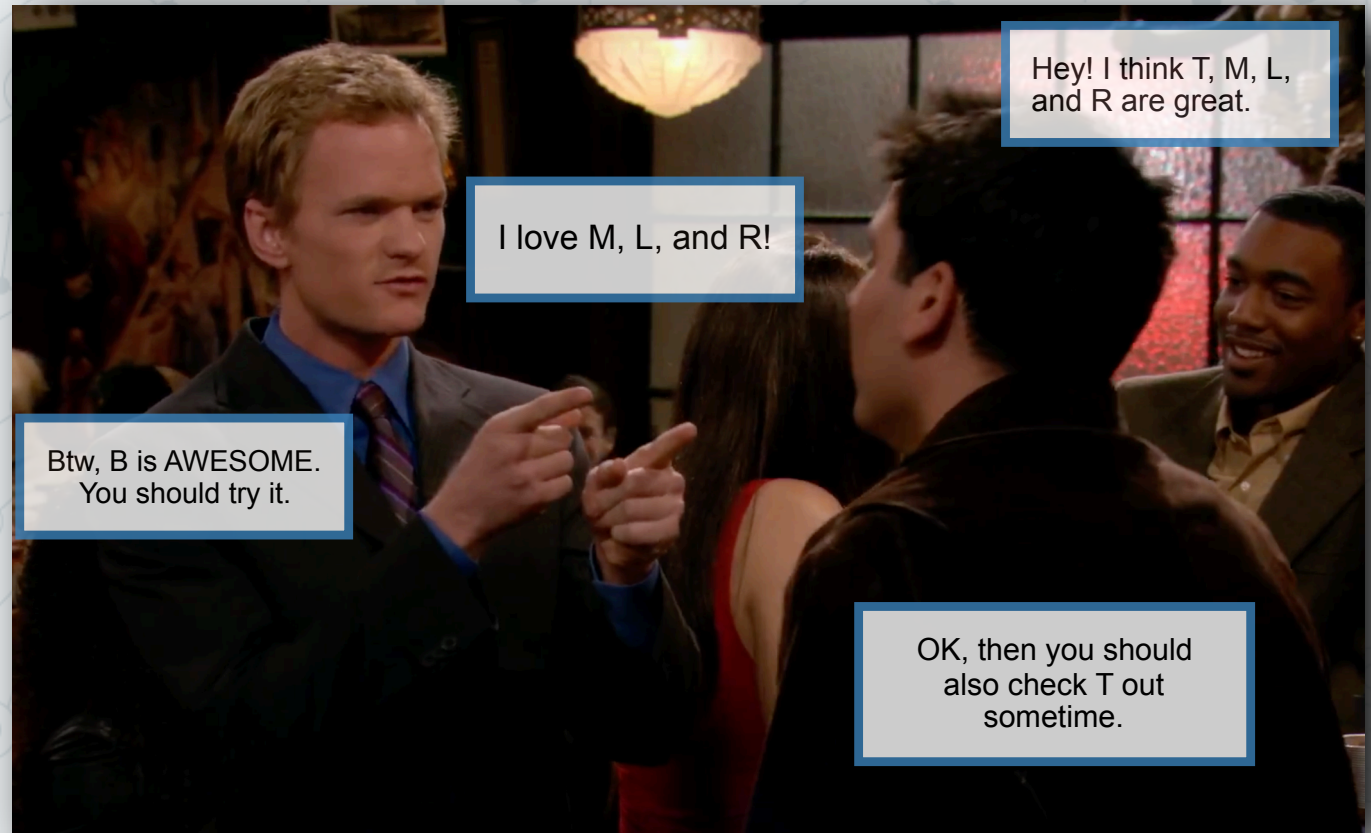 Hey! I think T, M, L,
and R are great.
I love M, L, and R!
Btw, B is AWESOME.
You should try it.
OK, then you should
also check T out
sometime.